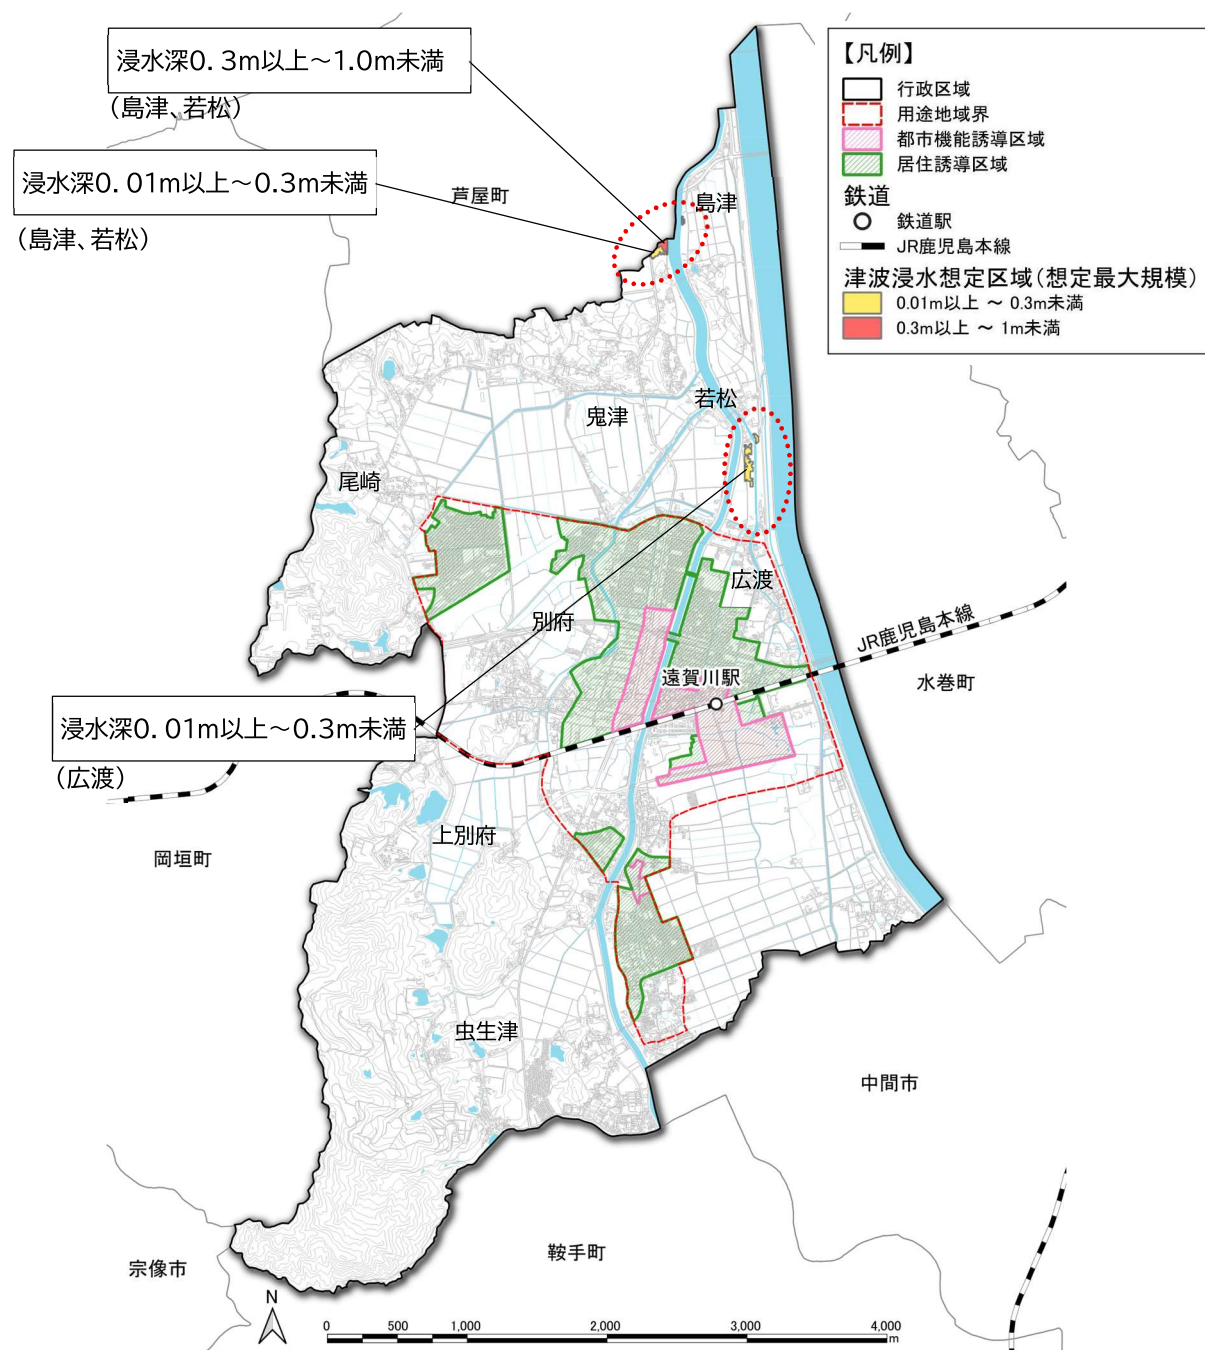 浸水深0.3m以上～1.0m未満
（島津、若松）
浸水深0.01m以上～0.3m未満
（島津、若松）
芦屋町
島津
【凡例】
行政区域
用途地域界
都市機能誘導区域
居住誘導区域
鉄道
鉄道駅
JR鹿児島本線
津波浸水想定区域(想定最大規模)
0.01m以上 ～ 0.3m未満
0.3m以上 ～ 1m未満
若松
鬼津
尾崎
広渡
別府
JR鹿児島本線
遠賀川駅
水巻町
浸水深0.01m以上～0.3m未満
（広渡）
上別府
岡垣町
虫生津
中間市
鞍手町
宗像市
N
0 500 1,000 2,000 3,000 4,000
m